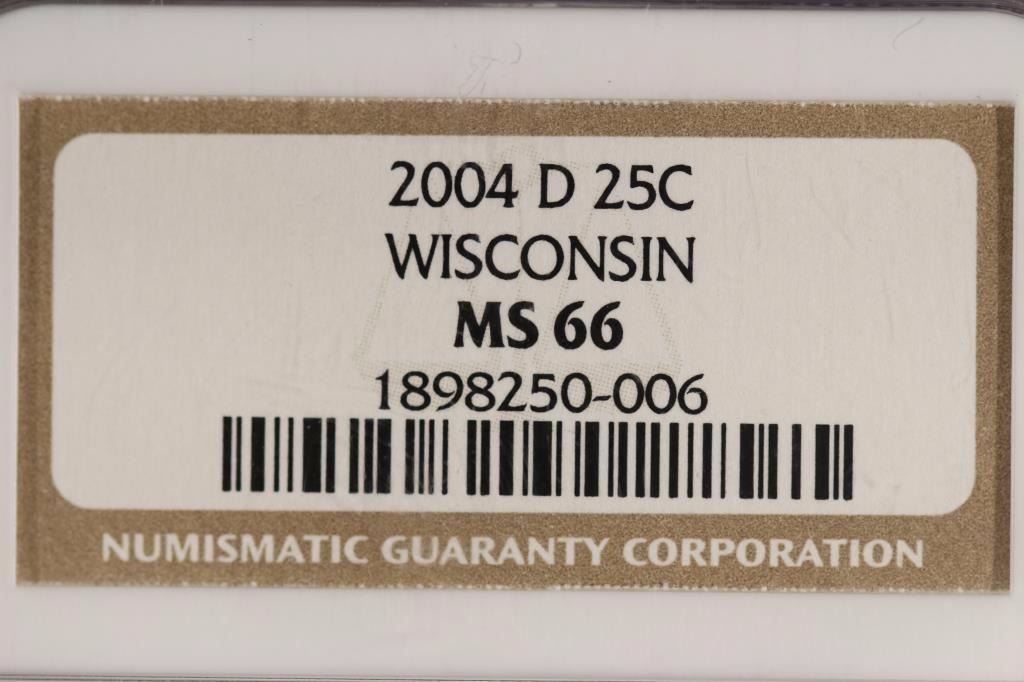 2004 D 25C
WISCONSIN
MS 66
1898250-006
NUMISMATIC GUARANTY CORPORATION